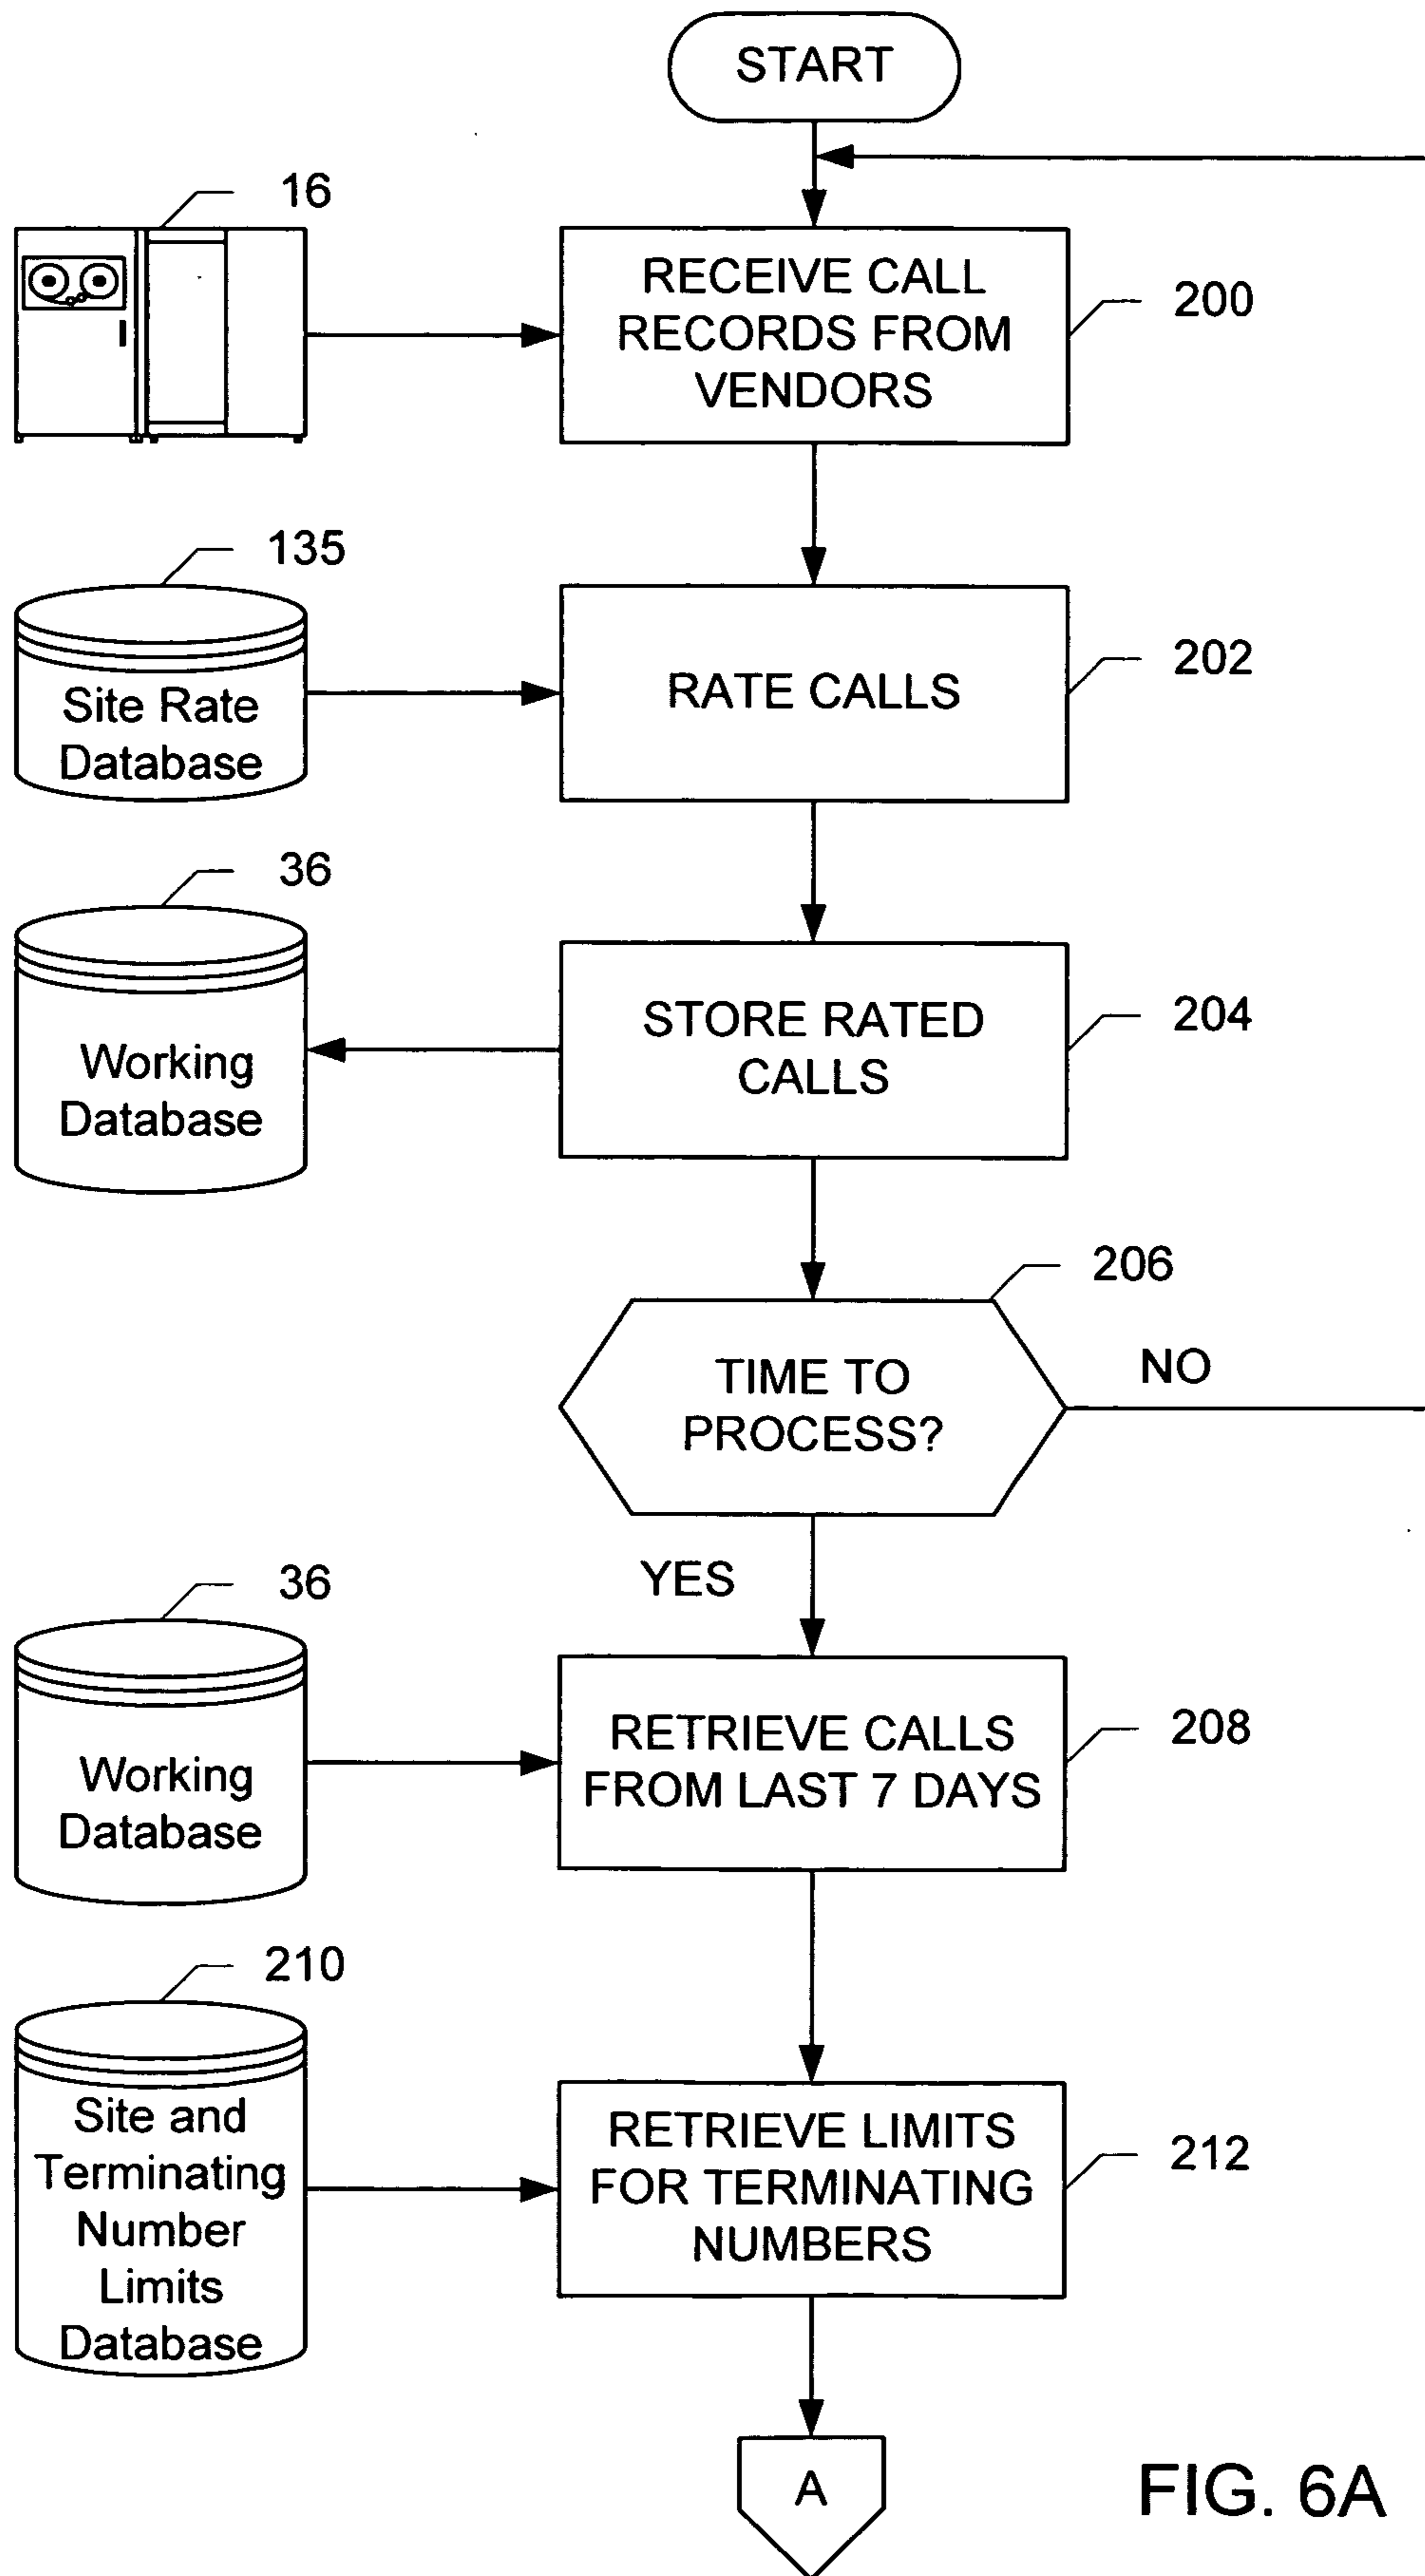 START
16
RECEIVE CALL
RECORDS FROM
VENDORS
200
135
Site Rate
Database
RATE CALLS
202
36
Working
Database
STORE RATED
CALLS
204
206
TIME TO
PROCESS?
NO
YES
36
Working
Database
RETRIEVE CALLS
FROM LAST 7 DAYS
208
210
Site and
Terminating
Number
Limits
Database
RETRIEVE LIMITS
FOR TERMINATING
NUMBERS
212
A
FIG. 6A